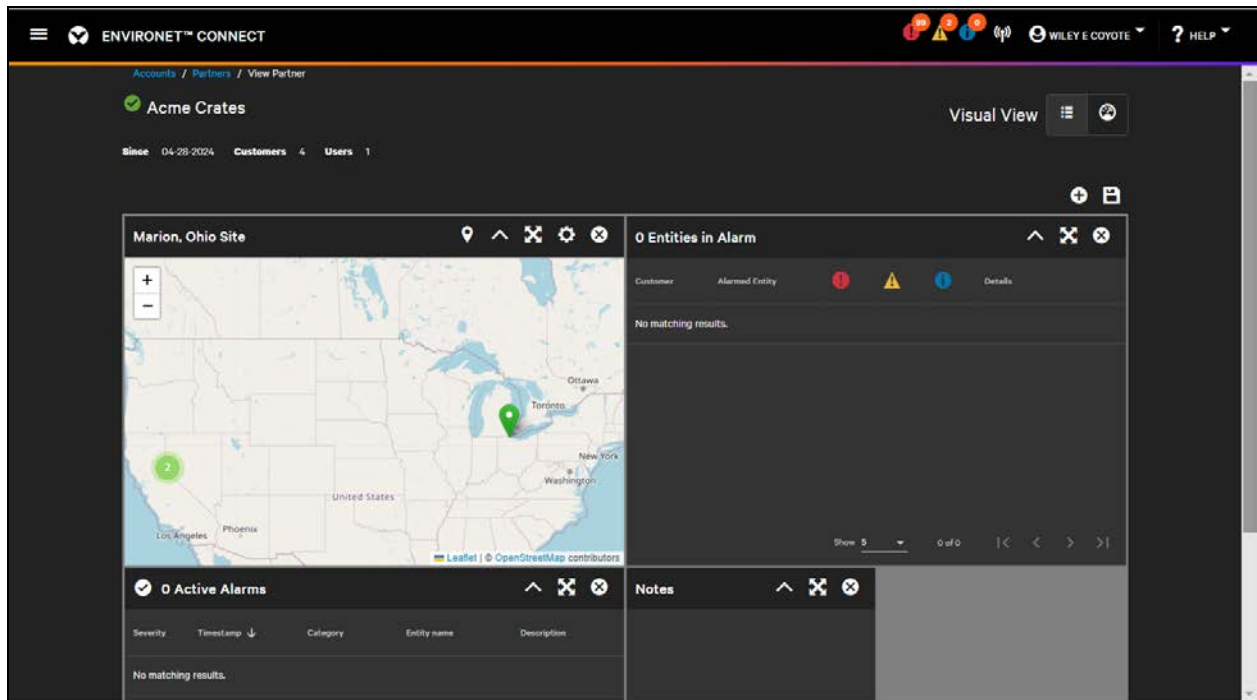 ENVIRONET™ CONNECT
99
2
0
WILEY E COYOTE
? HELP
Accounts / Partners / View Partner
Acme Crates
Visual View
Since 04-28-2024 Customers 4 Users 1
Marion, Ohio Site
+
−
Ottawa
Toronto
New York
Washington
United States
Phoenix
Los Angeles
2
Leaflet | © OpenStreetMap contributors
0 Entities in Alarm
Customer Alarmed Entity Details
No matching results.
Show 5 0 of 0
0 Active Alarms
Severity Timestamp ↓ Category Entity name Description
No matching results.
Notes